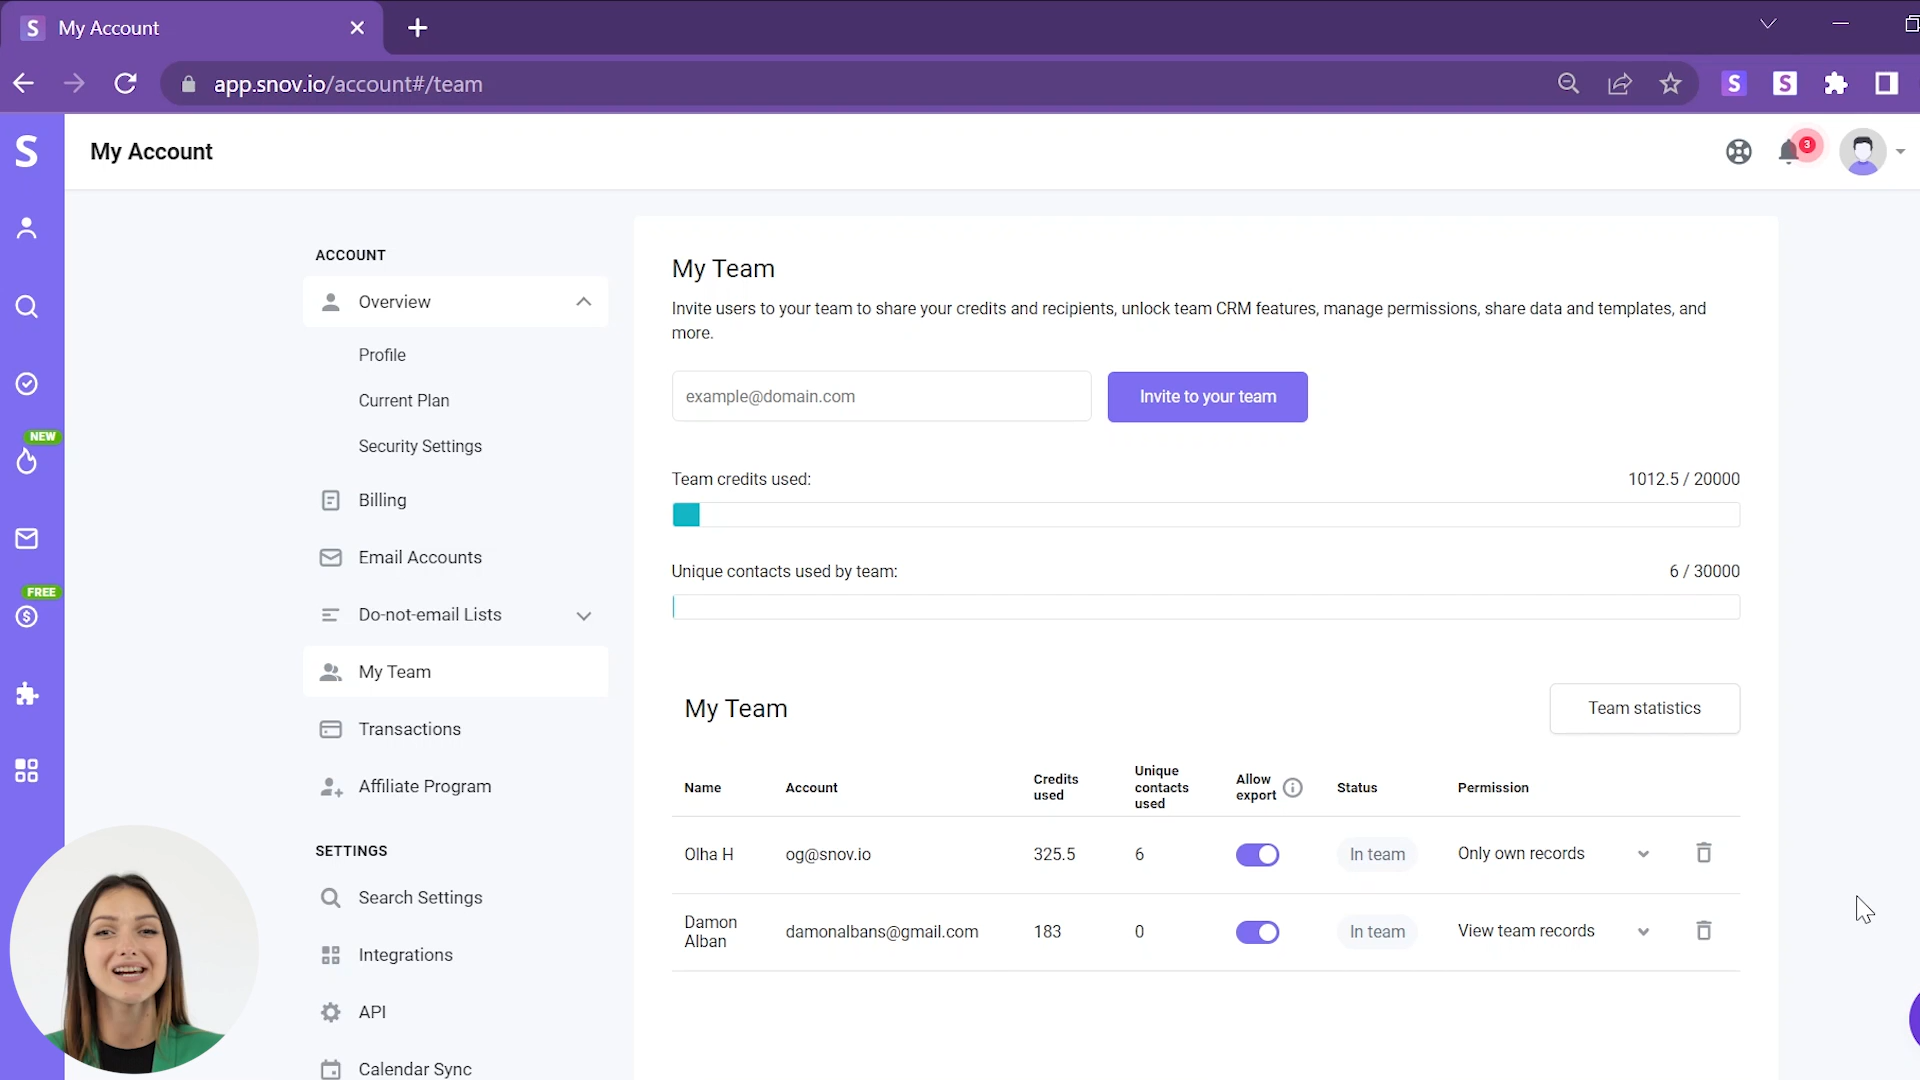 S My Account
app.snov.io/account#/team
S S
S
My Account
3
NEW
FREE
ACCOUNT
Overview
Profile
Current Plan
Security Settings
Billing
Email Accounts
Do-not-email Lists
My Team
Transactions
Affiliate Program
SETTINGS
Search Settings
Integrations
API
Calendar Sync
My Team
Invite users to your team to share your credits and recipients, unlock team CRM features, manage permissions, share data and templates, and
more.
example@domain.com
Invite to your team
Team credits used: 1012.5 / 20000
Unique contacts used by team: 6 / 30000
My Team
Team statistics
Name Account Credits used Unique contacts used Allow export Status Permission
Olha H og@snov.io 325.5 6 In team Only own records
Damon Alban damonalbans@gmail.com 183 0 In team View team records